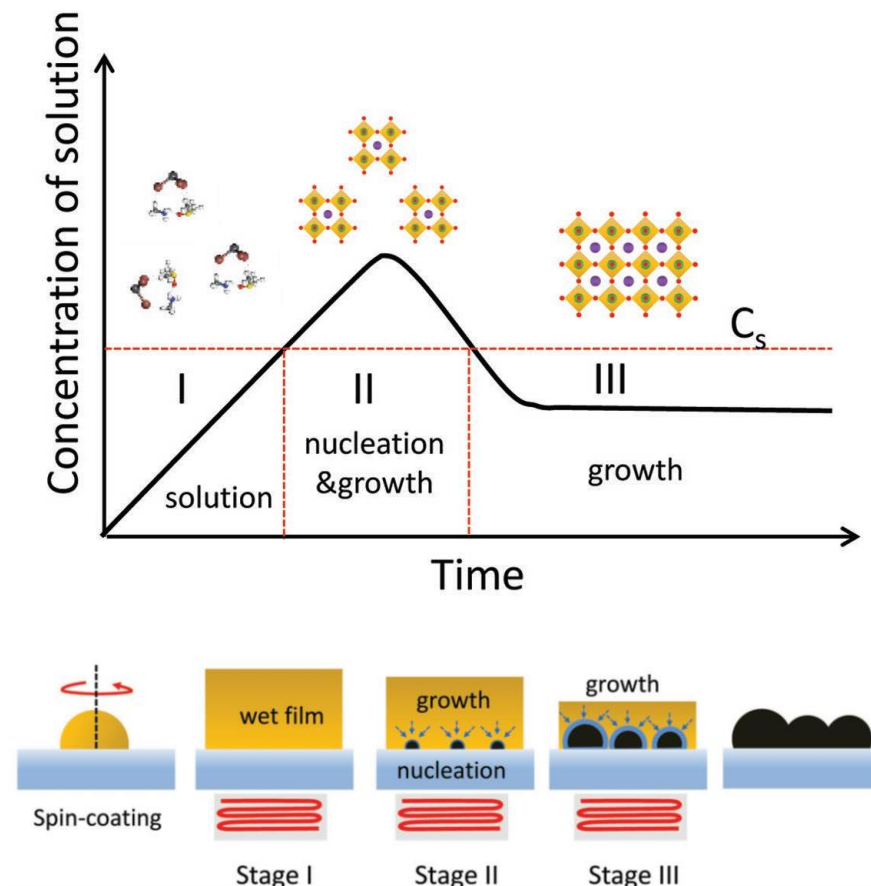 Concentration of solution
C_s
I
II
III
solution
nucleation
&growth
growth
Time
wet film
growth
growth
nucleation
Spin-coating
Stage I
Stage II
Stage III